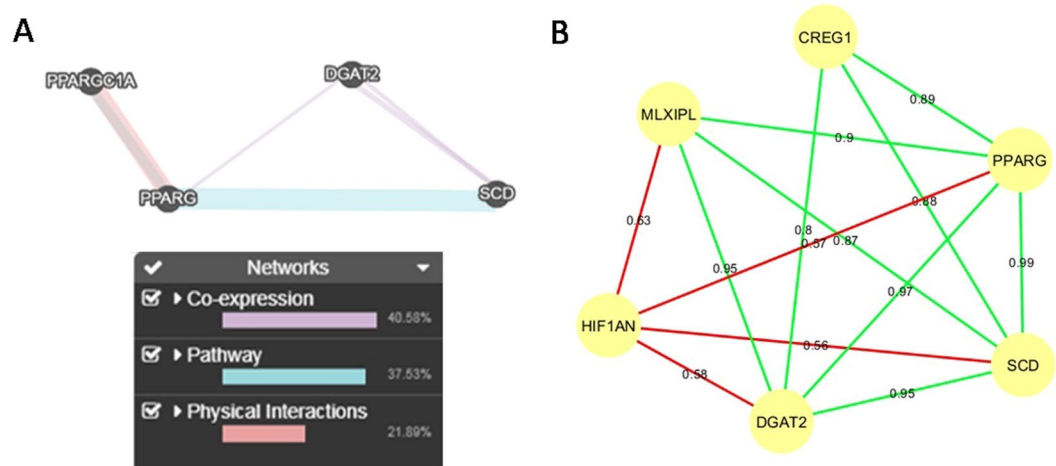 A
PPARGC1A
DGAT2
PPARG
SCD
Networks
Co-expression
40.58%
Pathway
37.53%
Physical Interactions
21.89%
B
CREG1
0.89
MLXIPL
0.9
PPARG
0.88
0.63
0.8
0.57
0.87
0.95
0.99
0.97
HIF1AN
0.56
SCD
0.58
0.95
DGAT2